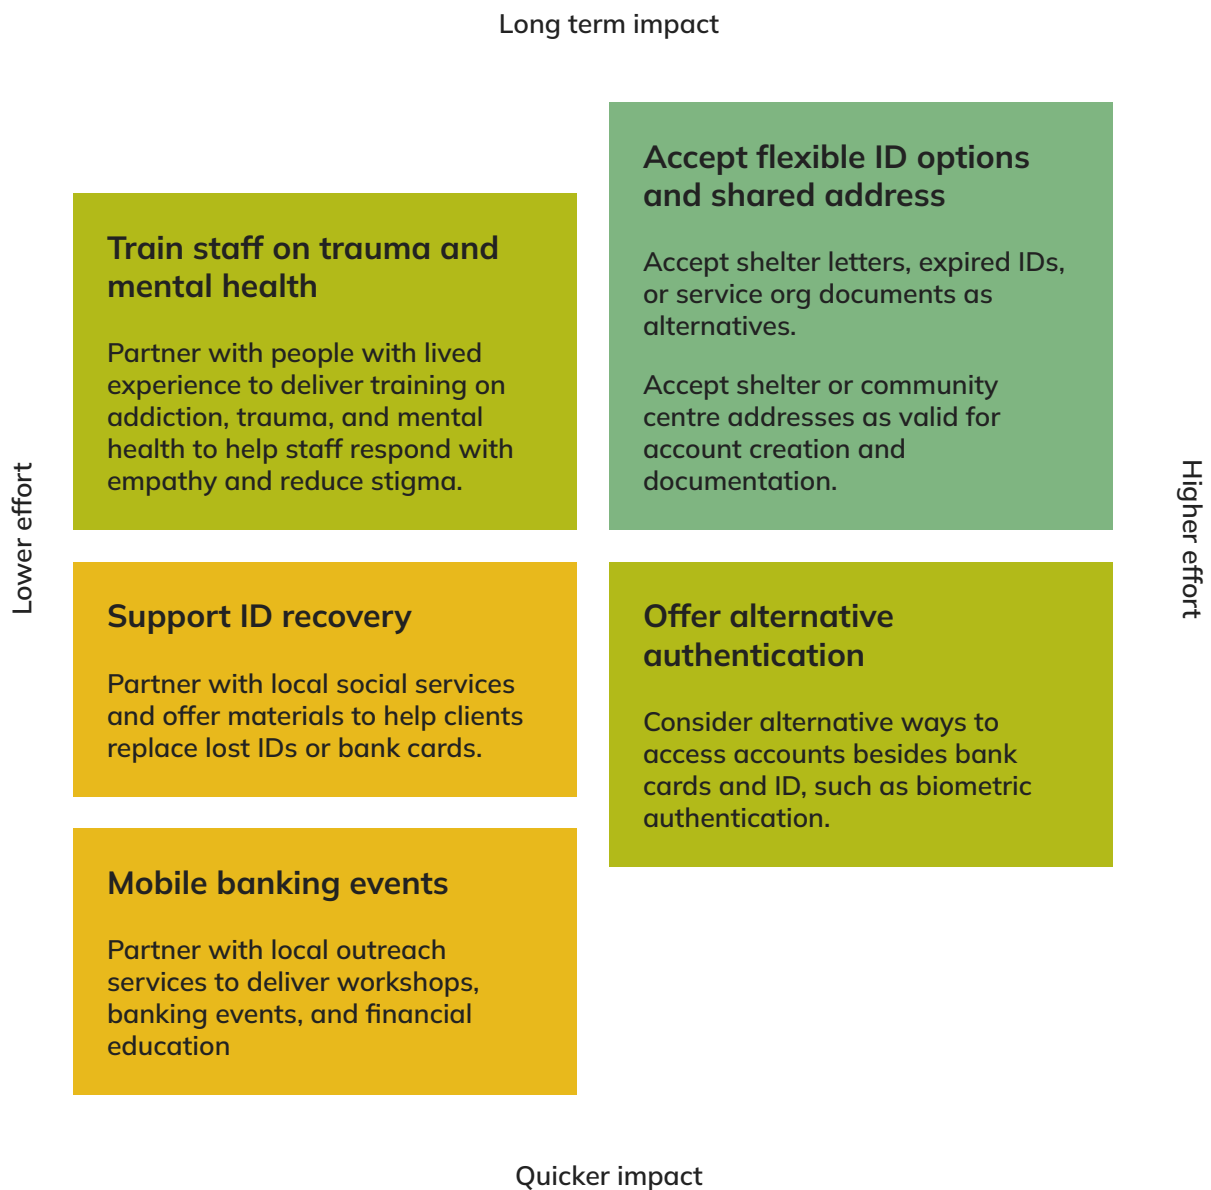 Long term impact
Accept flexible ID options
and shared address
Accept shelter letters, expired IDs,
or service org documents as
alternatives.
Accept shelter or community
centre addresses as valid for
account creation and
documentation.
Train staff on trauma and
mental health
Partner with people with lived
experience to deliver training on
addiction, trauma, and mental
health to help staff respond with
empathy and reduce stigma.
Lower effort
Higher effort
Support ID recovery
Partner with local social services
and offer materials to help clients
replace lost IDs or bank cards.
Offer alternative
authentication
Consider alternative ways to
access accounts besides bank
cards and ID, such as biometric
authentication.
Mobile banking events
Partner with local outreach
services to deliver workshops,
banking events, and financial
education
Quicker impact